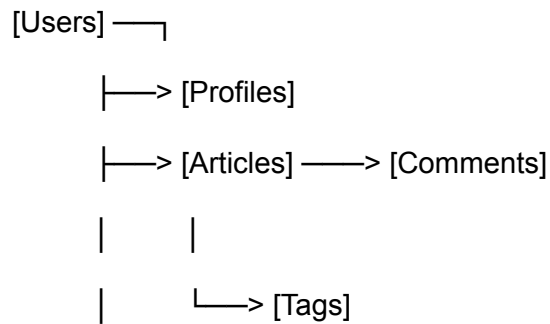 [Users] ──┐
├──> [Profiles]
├──> [Articles] ───> [Comments]
│ │
│ └──> [Tags]